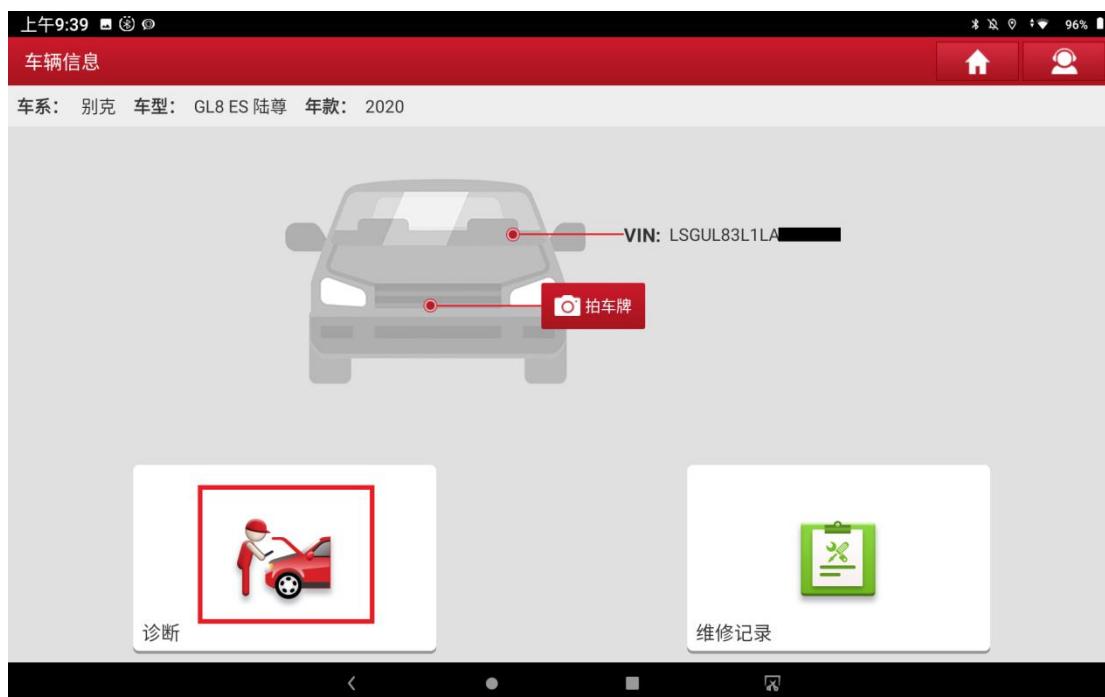 上午9:39 96%
车辆信息
车系： 别克 车型： GL8 ES 陆尊 年款： 2020
VIN: LSGUL83L1LA
拍车牌
诊断 维修记录